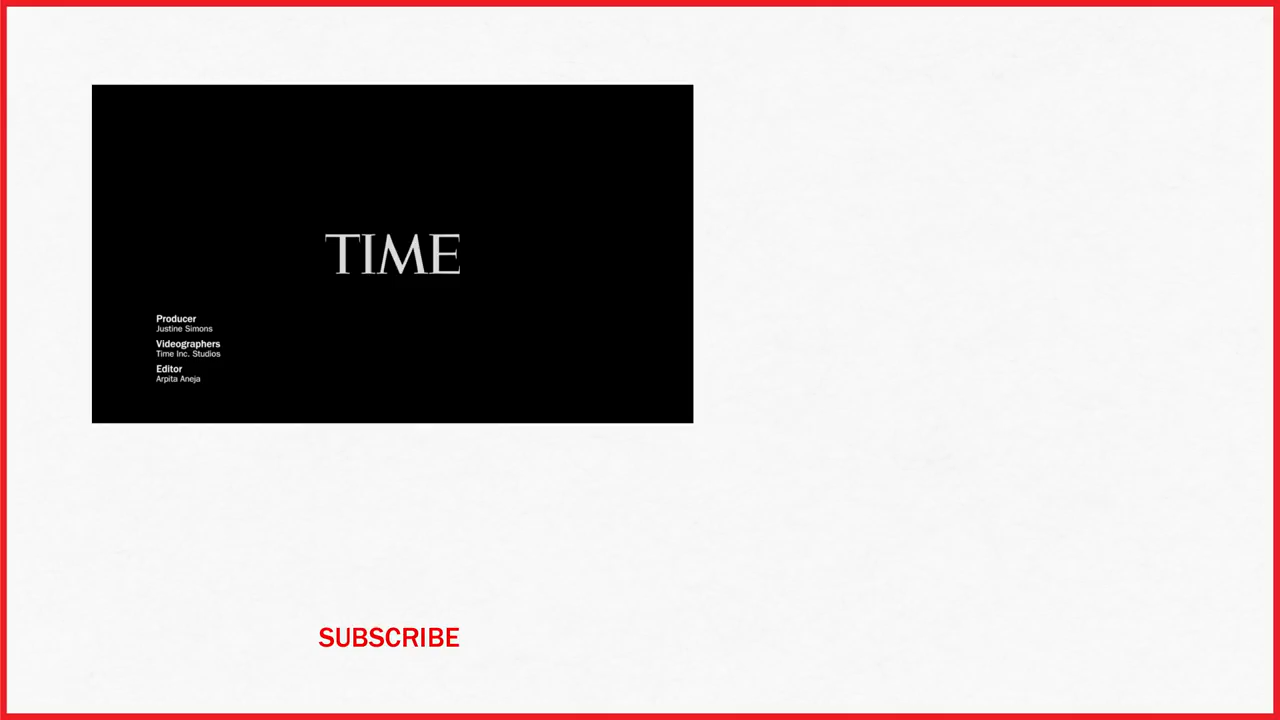 TIME
Producer
Justine Simons
Videographers
Time Inc. Studios
Editor
Arpita Aneja
SUBSCRIBE